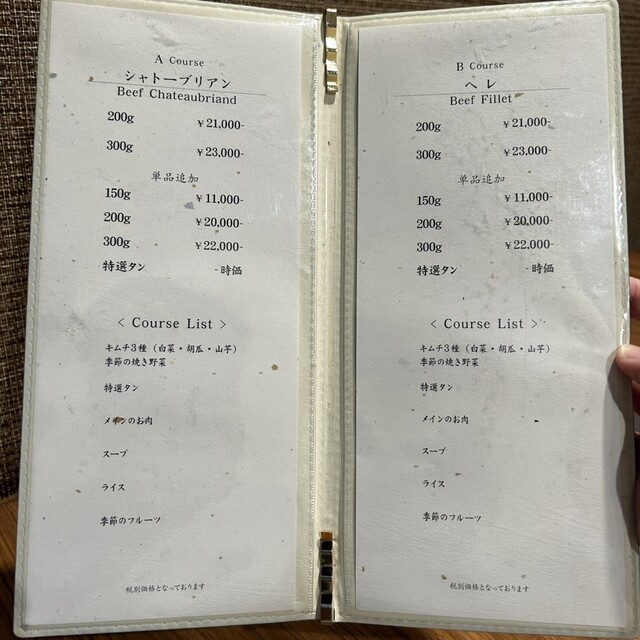 A Course
シャトーブリアン
Beef Chateaubriand
200g ￥21,000-
300g ￥23,000-
単品追加
150g ￥11,000-
200g ￥20,000-
300g ￥22,000-
特選タン -時価
< Course List >
キムチ3種（白菜・胡瓜・山芋）
季節の焼き野菜
特選タン
メインのお肉
スープ
ライス
季節のフルーツ
税別価格となっております
B Course
ヘレ
Beef Fillet
200g ￥21,000-
300g ￥23,000-
単品追加
150g ￥11,000-
200g ￥20,000-
300g ￥22,000-
特選タン -時価
< Course List >
キムチ3種（白菜・胡瓜・山芋）
季節の焼き野菜
特選タン
メインのお肉
スープ
ライス
季節のフルーツ
税別価格となっております